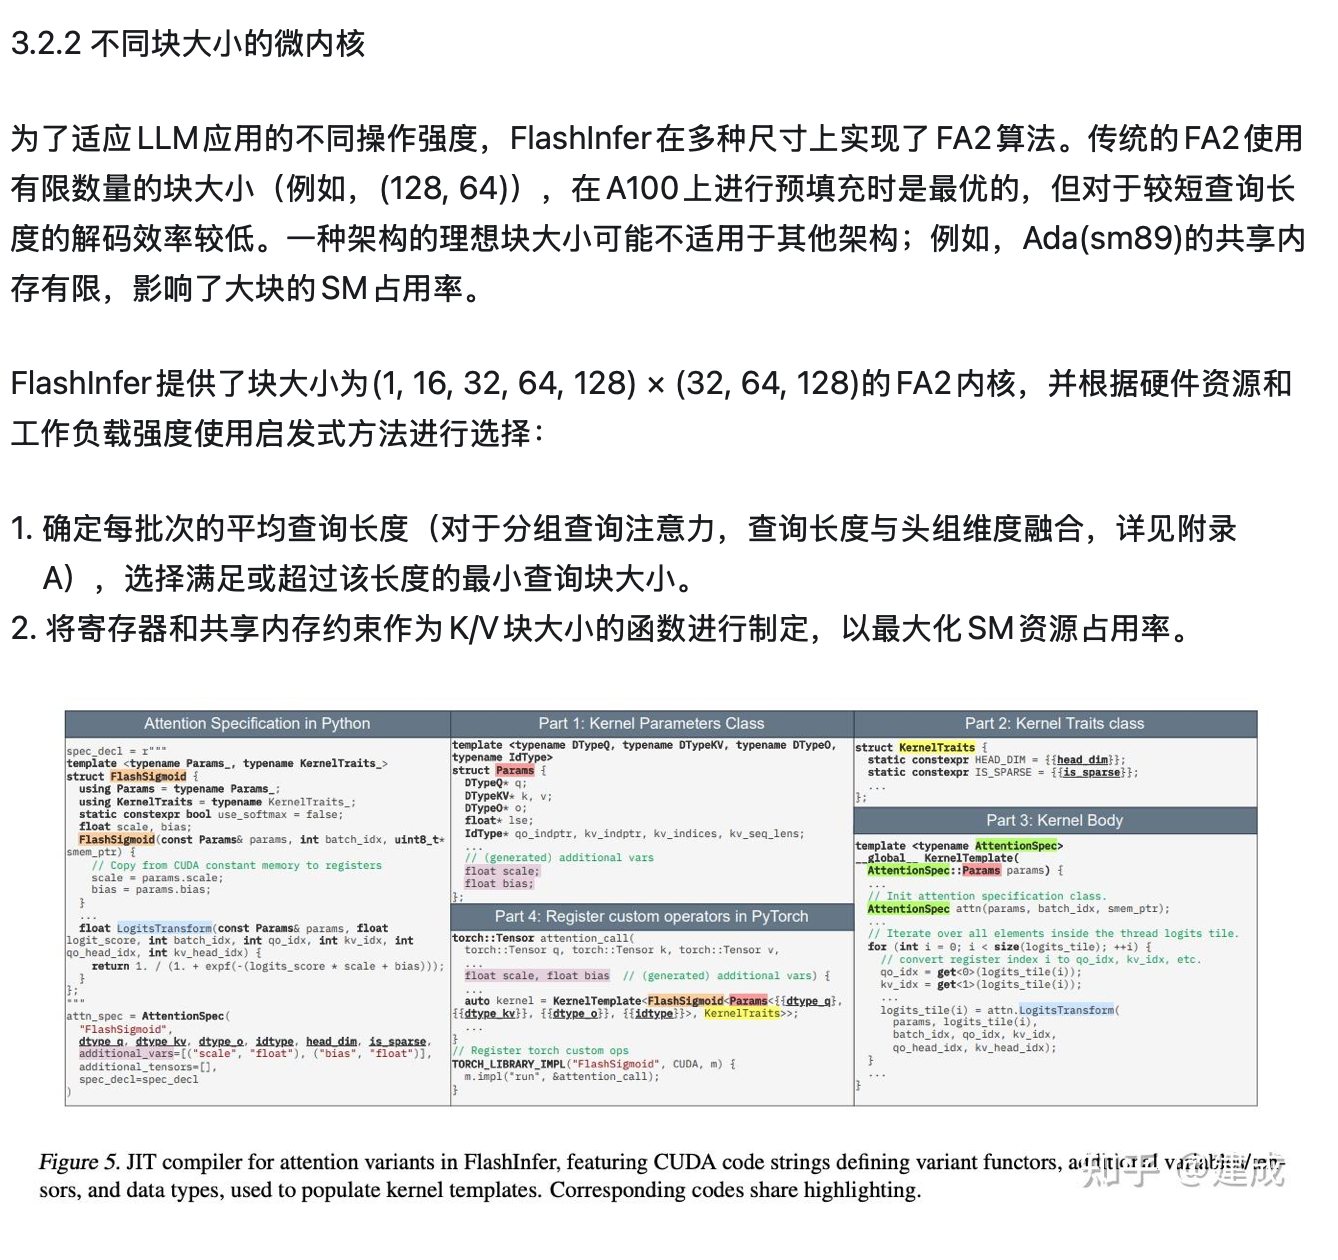 3.2.2 不同块大小的微内核
为了适应LLM应用的不同操作强度，FlashInfer在多种尺寸上实现了FA2算法。传统的FA2使用
有限数量的块大小（例如，(128, 64)），在A100上进行预填充时是最优的，但对于较短查询长
度的解码效率较低。一种架构的理想块大小可能不适用于其他架构；例如，Ada(sm89)的共享内
存有限，影响了大块的SM占用率。
FlashInfer提供了块大小为(1, 16, 32, 64, 128) × (32, 64, 128)的FA2内核，并根据硬件资源和
工作负载强度使用启发式方法进行选择：
1. 确定每批次的平均查询长度（对于分组查询注意力，查询长度与头组维度融合，详见附录
A），选择满足或超过该长度的最小查询块大小。
2. 将寄存器和共享内存约束作为K/V块大小的函数进行制定，以最大化SM资源占用率。
Attention Specification in Python
spec_decl = r"""
template <typename Params_, typename KernelTraits_>
struct FlashSigmoid {
using Params = typename Params_;
using KernelTraits = typename KernelTraits_;
static constexpr bool use_softmax = false;
float scale, bias;
FlashSigmoid(const Params& params, int batch_idx, uint8_t*
smem_ptr) {
// Copy from CUDA constant memory to registers
scale = params.scale;
bias = params.bias;
}
...
float LogitsTransform(const Params& params, float
logit_score, int batch_idx, int qo_idx, int kv_idx, int
qo_head_idx, int kv_head_idx) {
return 1. / (1. + expf(-(logits_score * scale + bias)));
}
};
"""
attn_spec = AttentionSpec(
"FlashSigmoid",
dtype_q, dtype_kv, dtype_o, idtype, head_dim, is_sparse,
additional_vars=[("scale", "float"), ("bias", "float")],
additional_tensors=[],
spec_decl=spec_decl
)
Part 1: Kernel Parameters Class
template <typename DTypeQ, typename DTypeKV, typename DTypeO,
typename IdType>
struct Params {
DTypeQ* q;
DTypeKV* k, v;
DTypeO* o;
float* lse;
IdType* qo_indptr, kv_indptr, kv_indices, kv_seq_lens;
...
// (generated) additional vars
float scale;
float bias;
};
Part 4: Register custom operators in PyTorch
torch::Tensor attention_call(
torch::Tensor q, torch::Tensor k, torch::Tensor v,
...
float scale, float bias // (generated) additional vars) {
...
auto kernel = KernelTemplate<FlashSigmoid<Params<{{dtype_q},
{{dtype_kv}}, {{dtype_o}}, {{idtype}}>, KernelTraits>>;
...
}
// Register torch custom ops
TORCH_LIBRARY_IMPL("FlashSigmoid", CUDA, m) {
m.impl("run", &attention_call);
}
Part 2: Kernel Traits class
struct KernelTraits {
static constexpr HEAD_DIM = {{head_dim}};
static constexpr IS_SPARSE = {{is_sparse}};
...
};
Part 3: Kernel Body
template <typename AttentionSpec>
__global__ KernelTemplate(
AttentionSpec::Params params) {
...
// Init attention specification class.
AttentionSpec attn(params, batch_idx, smem_ptr);
...
// Iterate over all elements inside the thread logits tile.
for (int i = 0; i < size(logits_tile); ++i) {
// convert register index i to qo_idx, kv_idx, etc.
qo_idx = get<0>(logits_tile(i));
kv_idx = get<1>(logits_tile(i));
...
logits_tile(i) = attn.LogitsTransform(
params, logits_tile(i),
batch_idx, qo_idx, kv_idx,
qo_head_idx, kv_head_idx);
}
...
}
Figure 5. JIT compiler for attention variants in FlashInfer, featuring CUDA code strings defining variant functors, additional variables/ten-
sors, and data types, used to populate kernel templates. Corresponding codes share highlighting.
知乎 @建成